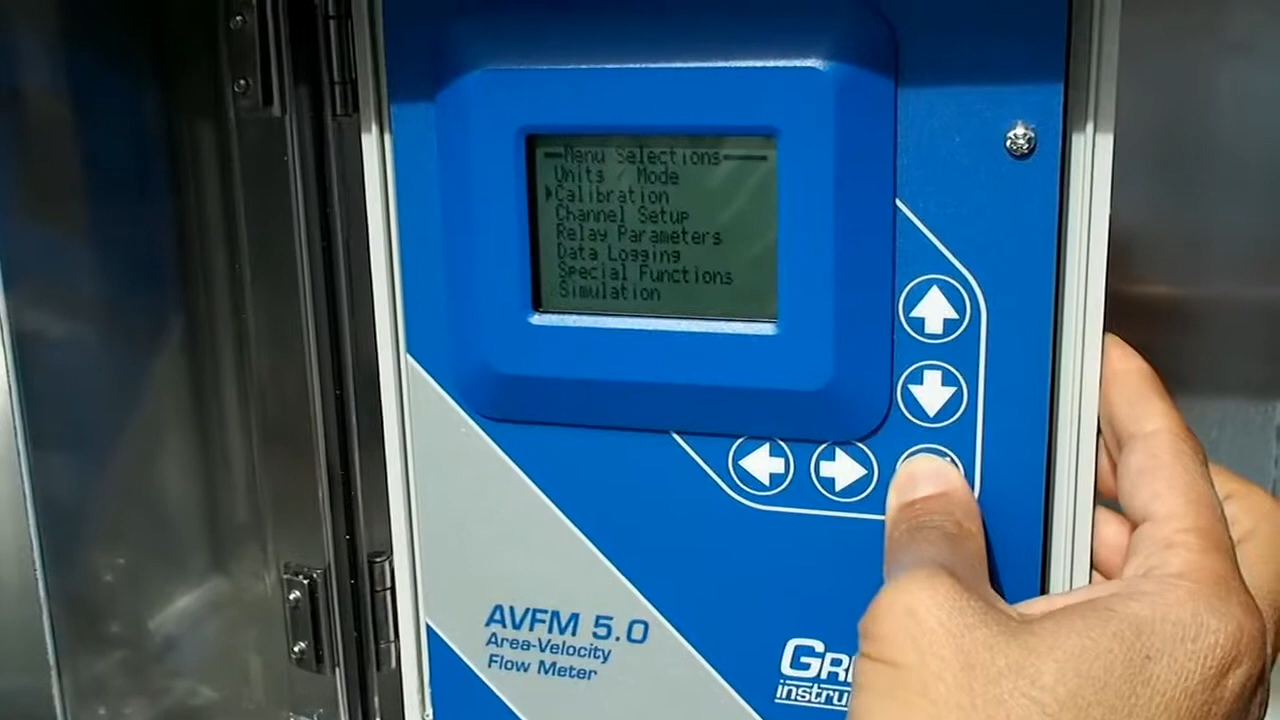 Menu Selections
Units / Mode
Calibration
Channel Setup
Relay Parameters
Data Logging
Special Functions
Simulation
AVFM 5.0
Area-Velocity
Flow Meter